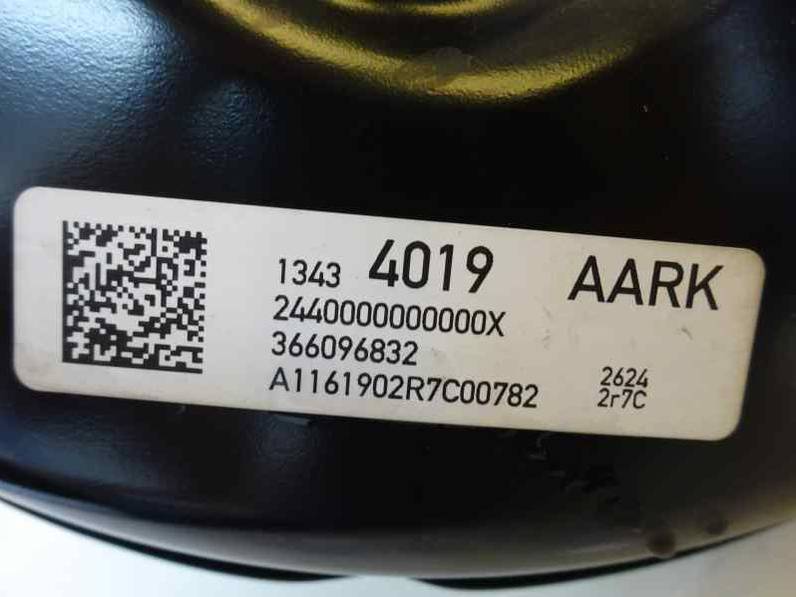 1343 4019 AARK
2440000000000X
366096832
A1161902R7C00782
2624
2r7C